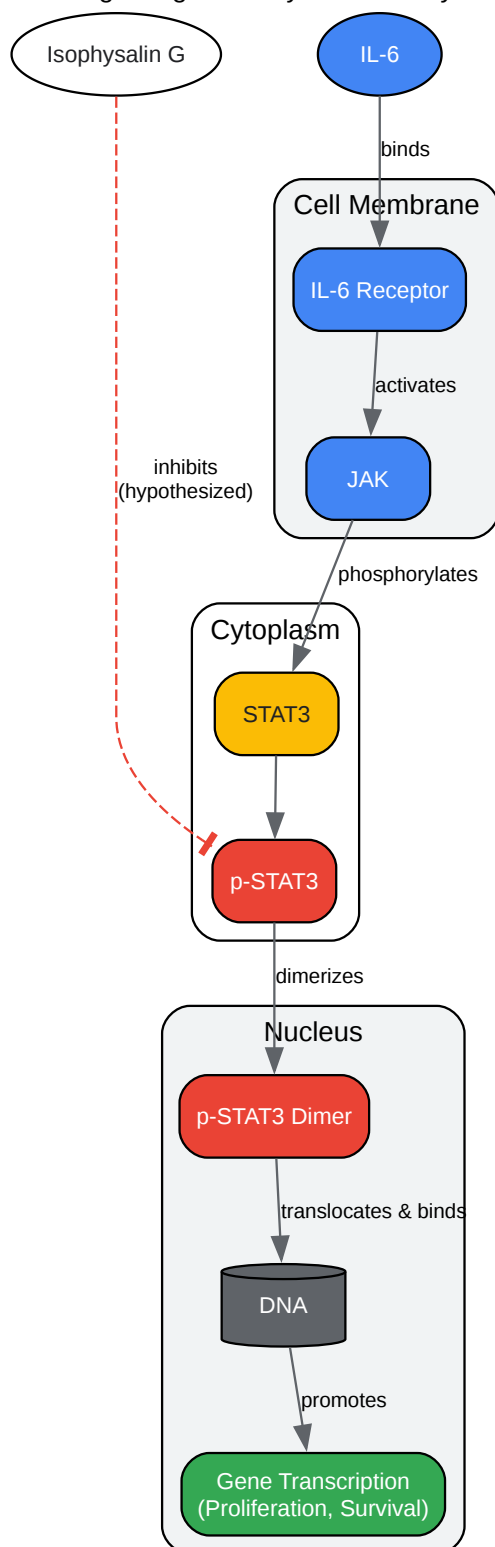 Isophysalin G
IL-6
binds
Cell Membrane
IL-6 Receptor
activates
JAK
inhibits
(hypothesized)
phosphorylates
Cytoplasm
STAT3
p-STAT3
dimerizes
Nucleus
p-STAT3 Dimer
translocates & binds
DNA
promotes
Gene Transcription
(Proliferation, Survival)